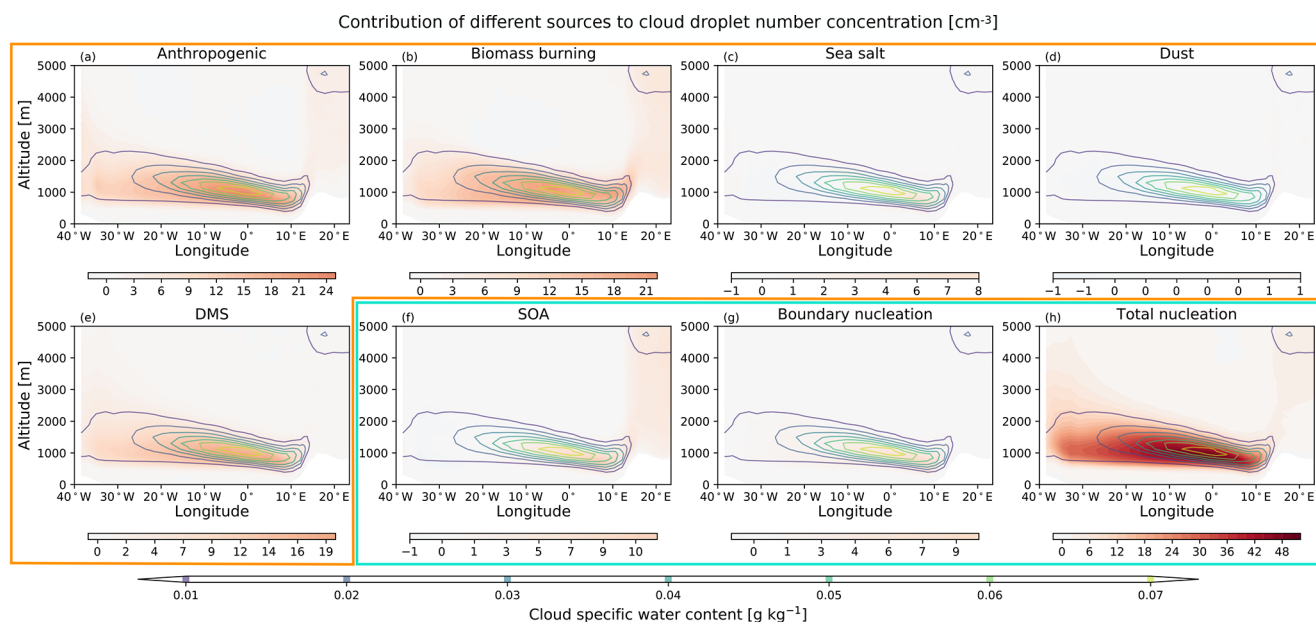 Contribution of different sources to cloud droplet number concentration [cm-3]
(a) Anthropogenic
(b) Biomass burning
(c) Sea salt
(d) Dust
5000 5000 5000 5000
4000 4000 4000 4000
3000 3000 3000 3000
2000 2000 2000 2000
1000 1000 1000 1000
0 0 0 0
Altitude [m]
40°W 30°W 20°W 10°W 0° 10°E 20°E
40°W 30°W 20°W 10°W 0° 10°E 20°E
40°W 30°W 20°W 10°W 0° 10°E 20°E
40°W 30°W 20°W 10°W 0° 10°E 20°E
Longitude Longitude Longitude Longitude
0 3 6 9 12 15 18 21 24
0 3 6 9 12 15 18 21
−1 0 1 2 3 4 5 6 7 8
−1 −1 0 0 0 0 0 1 1
(e) DMS
(f) SOA
(g) Boundary nucleation
(h) Total nucleation
5000 5000 5000 5000
4000 4000 4000 4000
3000 3000 3000 3000
2000 2000 2000 2000
1000 1000 1000 1000
0 0 0 0
Altitude [m]
40°W 30°W 20°W 10°W 0° 10°E 20°E
40°W 30°W 20°W 10°W 0° 10°E 20°E
40°W 30°W 20°W 10°W 0° 10°E 20°E
40°W 30°W 20°W 10°W 0° 10°E 20°E
Longitude Longitude Longitude Longitude
0 2 4 7 9 12 14 16 19
−1 1 3 5 7 8 10
0 1 3 4 6 7 9
0 6 12 18 24 30 36 42 48
0.01 0.02 0.03 0.04 0.05 0.06 0.07
Cloud specific water content [g kg⁻¹]